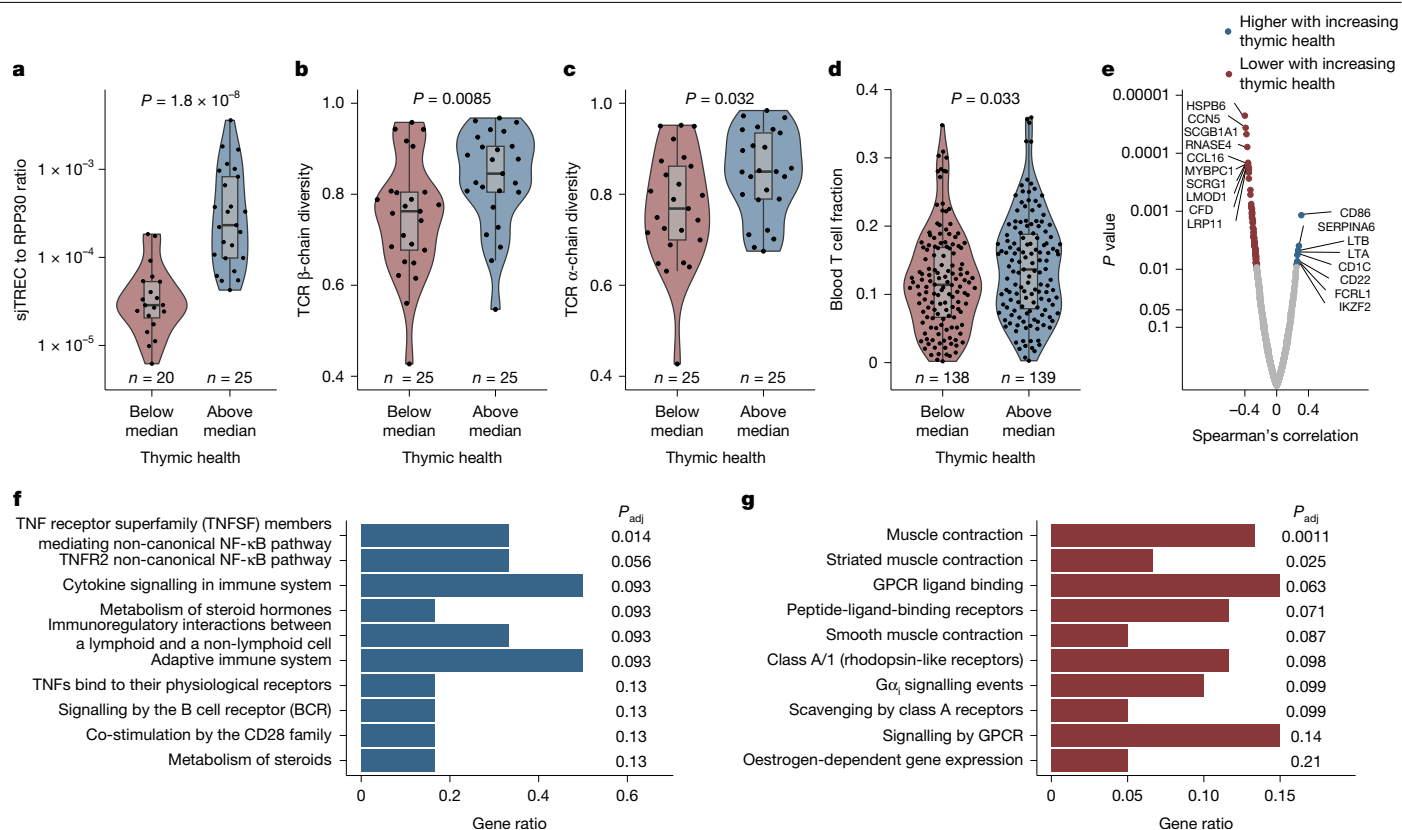 Higher with increasing
thymic health
Lower with increasing
thymic health
a
P = 1.8 × 10⁻⁸
sjTREC to RPP30 ratio
1 × 10⁻³
1 × 10⁻⁴
1 × 10⁻⁵
n = 20
n = 25
Below
median
Above
median
Thymic health
b
P = 0.0085
TCR β-chain diversity
1.0
0.8
0.6
0.4
n = 25
n = 25
Below
median
Above
median
Thymic health
c
P = 0.032
TCR α-chain diversity
1.0
0.8
0.6
0.4
n = 25
n = 25
Below
median
Above
median
Thymic health
d
P = 0.033
Blood T cell fraction
0.4
0.3
0.2
0.1
0
n = 138
n = 139
Below
median
Above
median
Thymic health
e
P value
0.00001
0.0001
0.001
0.01
0.05
0.1
HSPB6
CCN5
SCGB1A1
RNASE4
CCL16
MYBPC1
SCRG1
LMOD1
CFD
LRP11
CD86
SERPINA6
LTB
LTA
CD1C
CD22
FCRL1
IKZF2
−0.4
0
0.4
Spearman's correlation
f
P adj
TNF receptor superfamily (TNFSF) members
mediating non-canonical NF-κB pathway
0.014
TNFR2 non-canonical NF-κB pathway
0.056
Cytokine signalling in immune system
0.093
Metabolism of steroid hormones
0.093
Immunoregulatory interactions between
a lymphoid and a non-lymphoid cell
0.093
Adaptive immune system
0.093
TNFs bind to their physiological receptors
0.13
Signalling by the B cell receptor (BCR)
0.13
Co-stimulation by the CD28 family
0.13
Metabolism of steroids
0.13
0
0.2
0.4
0.6
Gene ratio
g
P adj
Muscle contraction
0.0011
Striated muscle contraction
0.025
GPCR ligand binding
0.063
Peptide-ligand-binding receptors
0.071
Smooth muscle contraction
0.087
Class A/1 (rhodopsin-like receptors)
0.098
Gαi signalling events
0.099
Scavenging by class A receptors
0.099
Signalling by GPCR
0.14
Oestrogen-dependent gene expression
0.21
0
0.05
0.10
0.15
Gene ratio